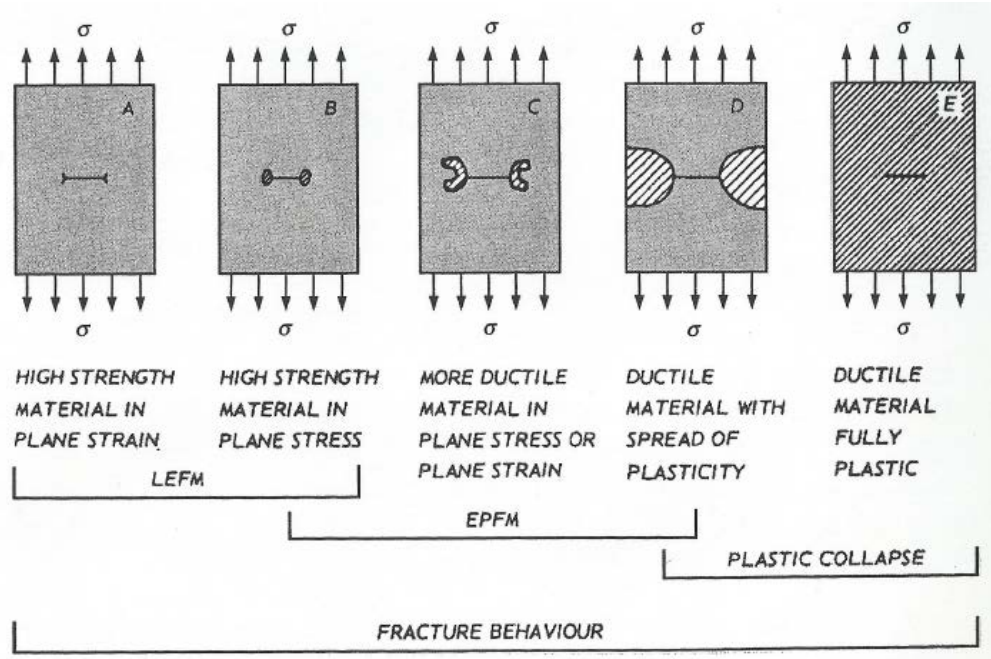 σ σ σ σ σ
A B C D E
σ σ σ σ σ
HIGH STRENGTH
MATERIAL IN
PLANE STRAIN
HIGH STRENGTH
MATERIAL IN
PLANE STRESS
MORE DUCTILE
MATERIAL IN
PLANE STRESS OR
PLANE STRAIN
DUCTILE
MATERIAL WITH
SPREAD OF
PLASTICITY
DUCTILE
MATERIAL
FULLY
PLASTIC
LEFM
EPFM
PLASTIC COLLAPSE
FRACTURE BEHAVIOUR